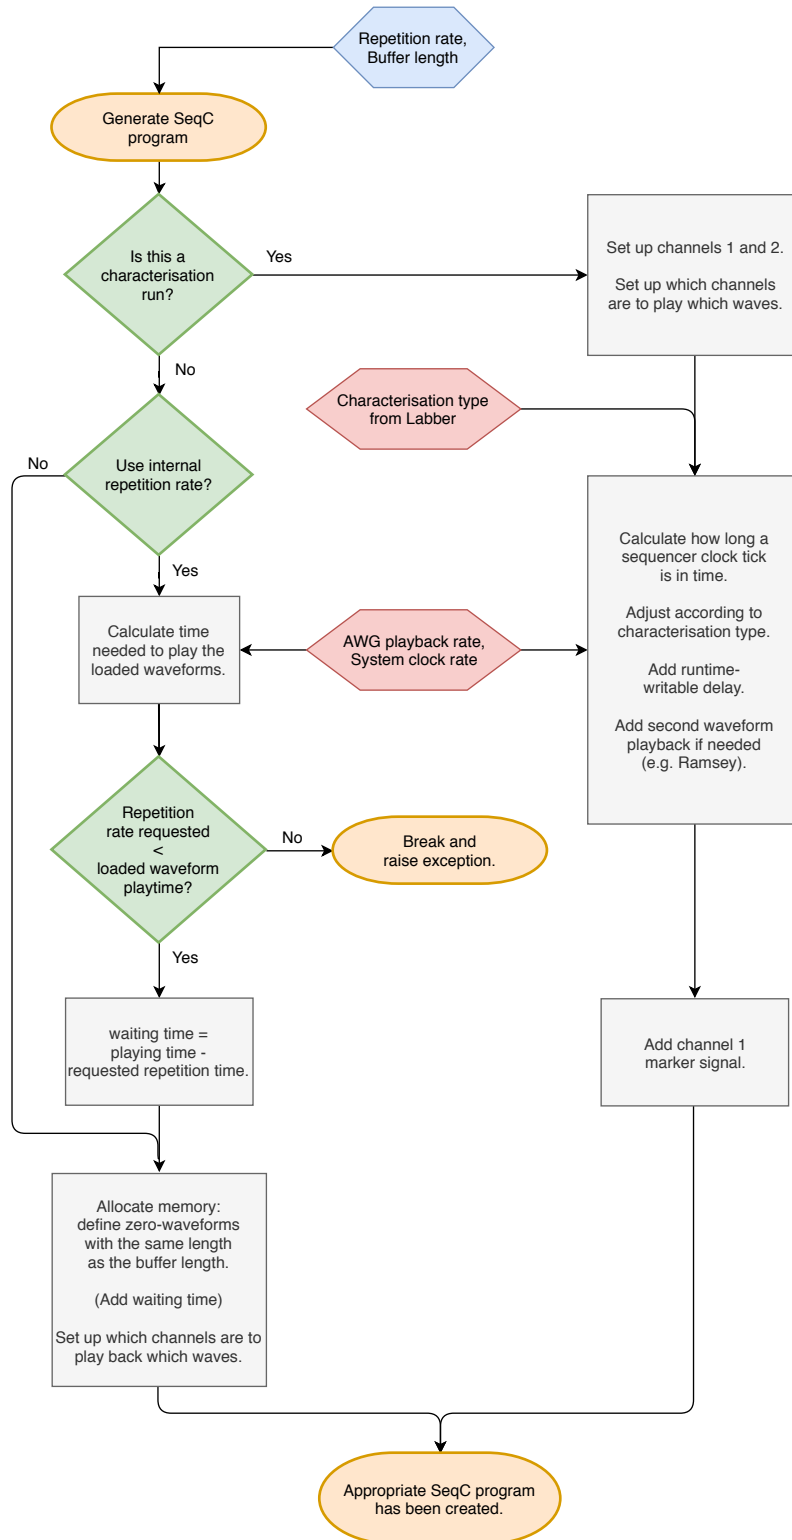 Repetition rate,
Buffer length
Generate SeqC
program
Is this a
characterisation
run?
Yes
Set up channels 1 and 2.
Set up which channels
are to play which waves.
No
Characterisation type
from Labber
No
Use internal
repetition rate?
Yes
Calculate how long a
sequencer clock tick
is in time.
Adjust according to
characterisation type.
Add runtime-
writable delay.
Add second waveform
playback if needed
(e.g. Ramsey).
Calculate time
needed to play the
loaded waveforms.
AWG playback rate,
System clock rate
Repetition
rate requested
<
loaded waveform
playtime?
No
Break and
raise exception.
Yes
waiting time =
playing time -
requested repetition time.
Add channel 1
marker signal.
Allocate memory:
define zero-waveforms
with the same length
as the buffer length.
(Add waiting time)
Set up which channels are to
play back which waves.
Appropriate SeqC program
has been created.